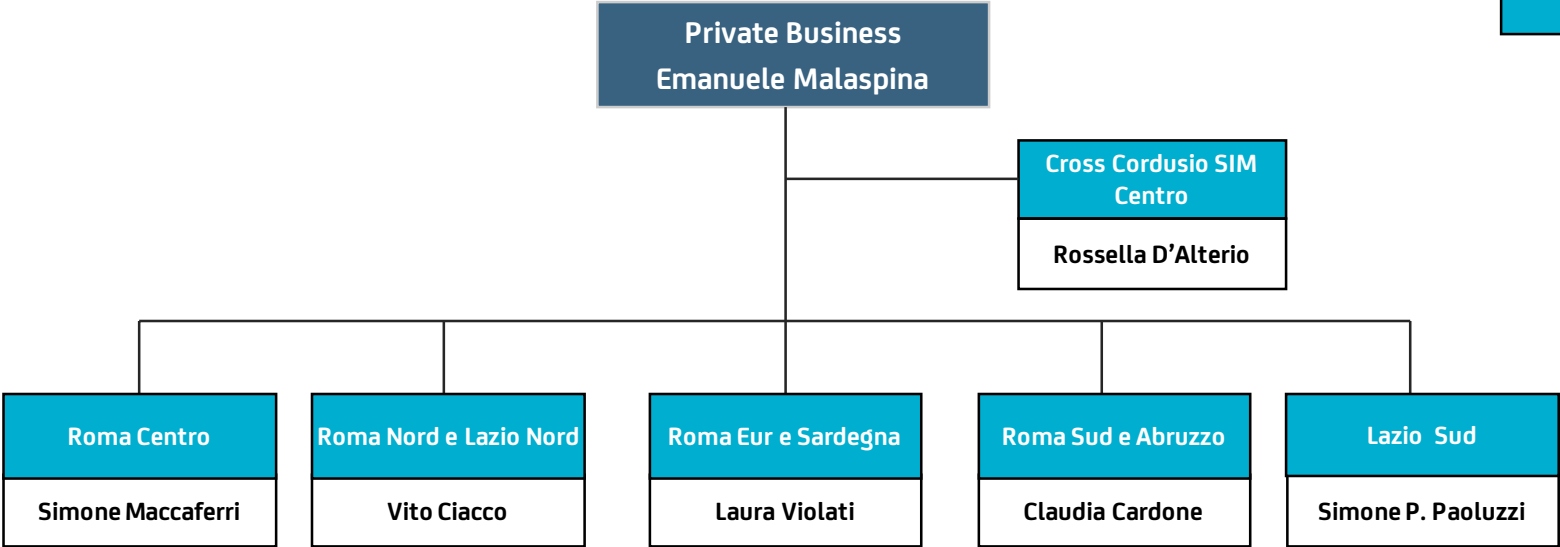 Private Business
Emanuele Malaspina
Cross Cordusio SIM
Centro
Rossella D’Alterio
Roma Centro
Simone Maccaferri
Roma Nord e Lazio Nord
Vito Ciacco
Roma Eur e Sardegna
Laura Violati
Roma Sud e Abruzzo
Claudia Cardone
Lazio Sud
Simone P. Paoluzzi